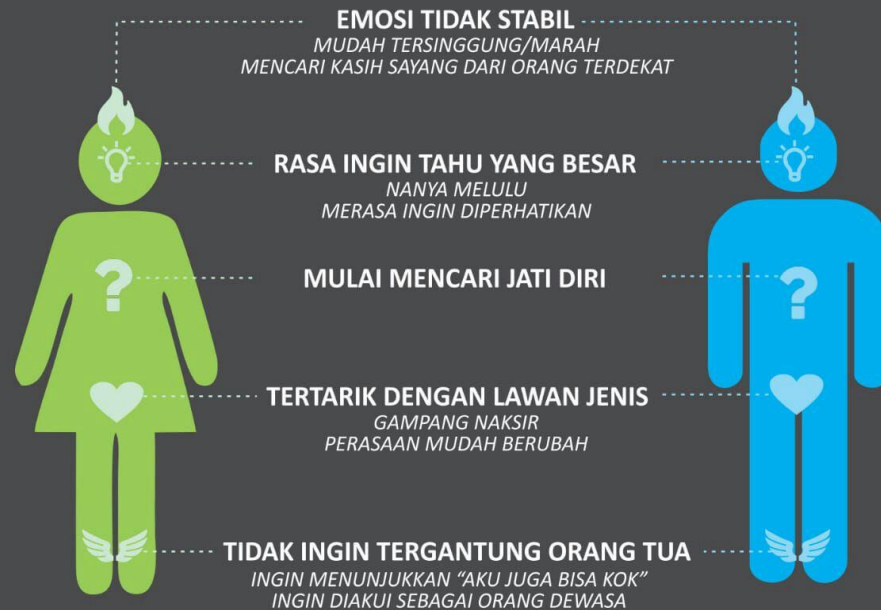 EMOSI TIDAK STABIL
MUDAH TERSINGGUNG/MARAH
MENCARI KASIH SAYANG DARI ORANG TERDEKAT
RASA INGIN TAHU YANG BESAR
NANYA MELULU
MERASA INGIN DIPERHATIKAN
?
?
MULAI MENCARI JATI DIRI
TERTARIK DENGAN LAWAN JENIS
GAMPANG NAKSIR
PERASAAN MUDAH BERUBAH
TIDAK INGIN TERGANTUNG ORANG TUA
INGIN MENUNJUKKAN “AKU JUGA BISA KOK”
INGIN DIAKUI SEBAGAI ORANG DEWASA